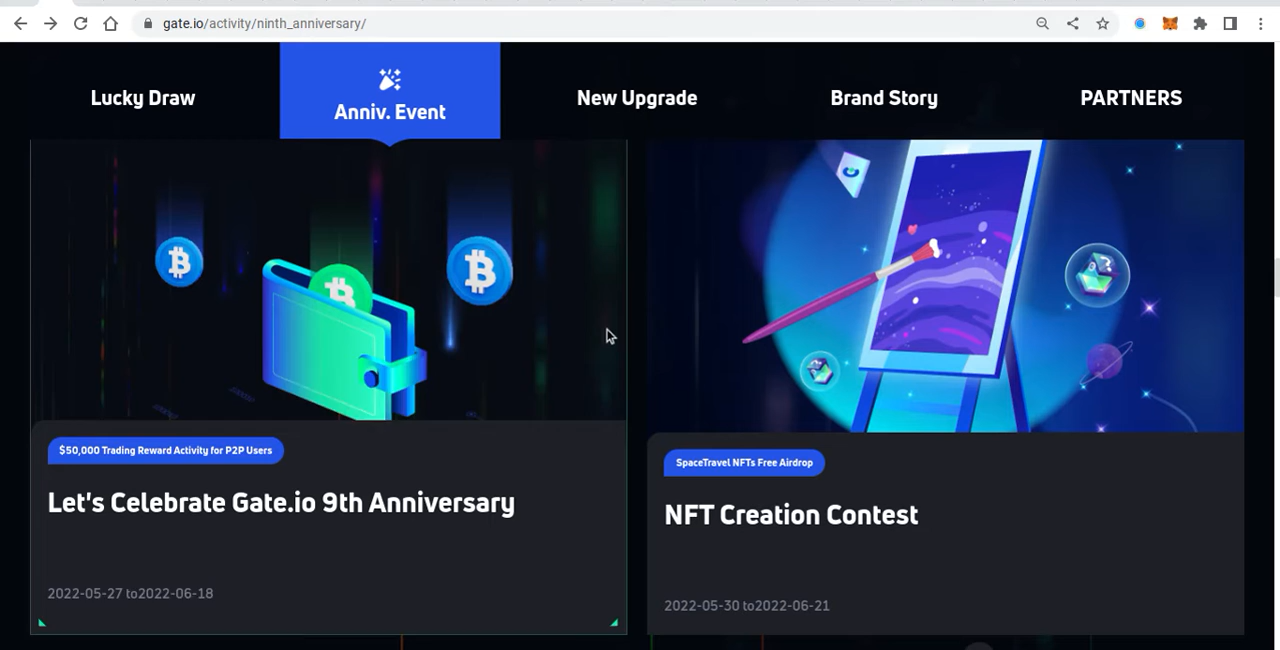 gate.io/activity/ninth_anniversary/
Lucky Draw
Anniv. Event
New Upgrade
Brand Story
PARTNERS
$50,000 Trading Reward Activity for P2P Users
Let's Celebrate Gate.io 9th Anniversary
2022-05-27 to2022-06-18
SpaceTravel NFTs Free Airdrop
NFT Creation Contest
2022-05-30 to2022-06-21